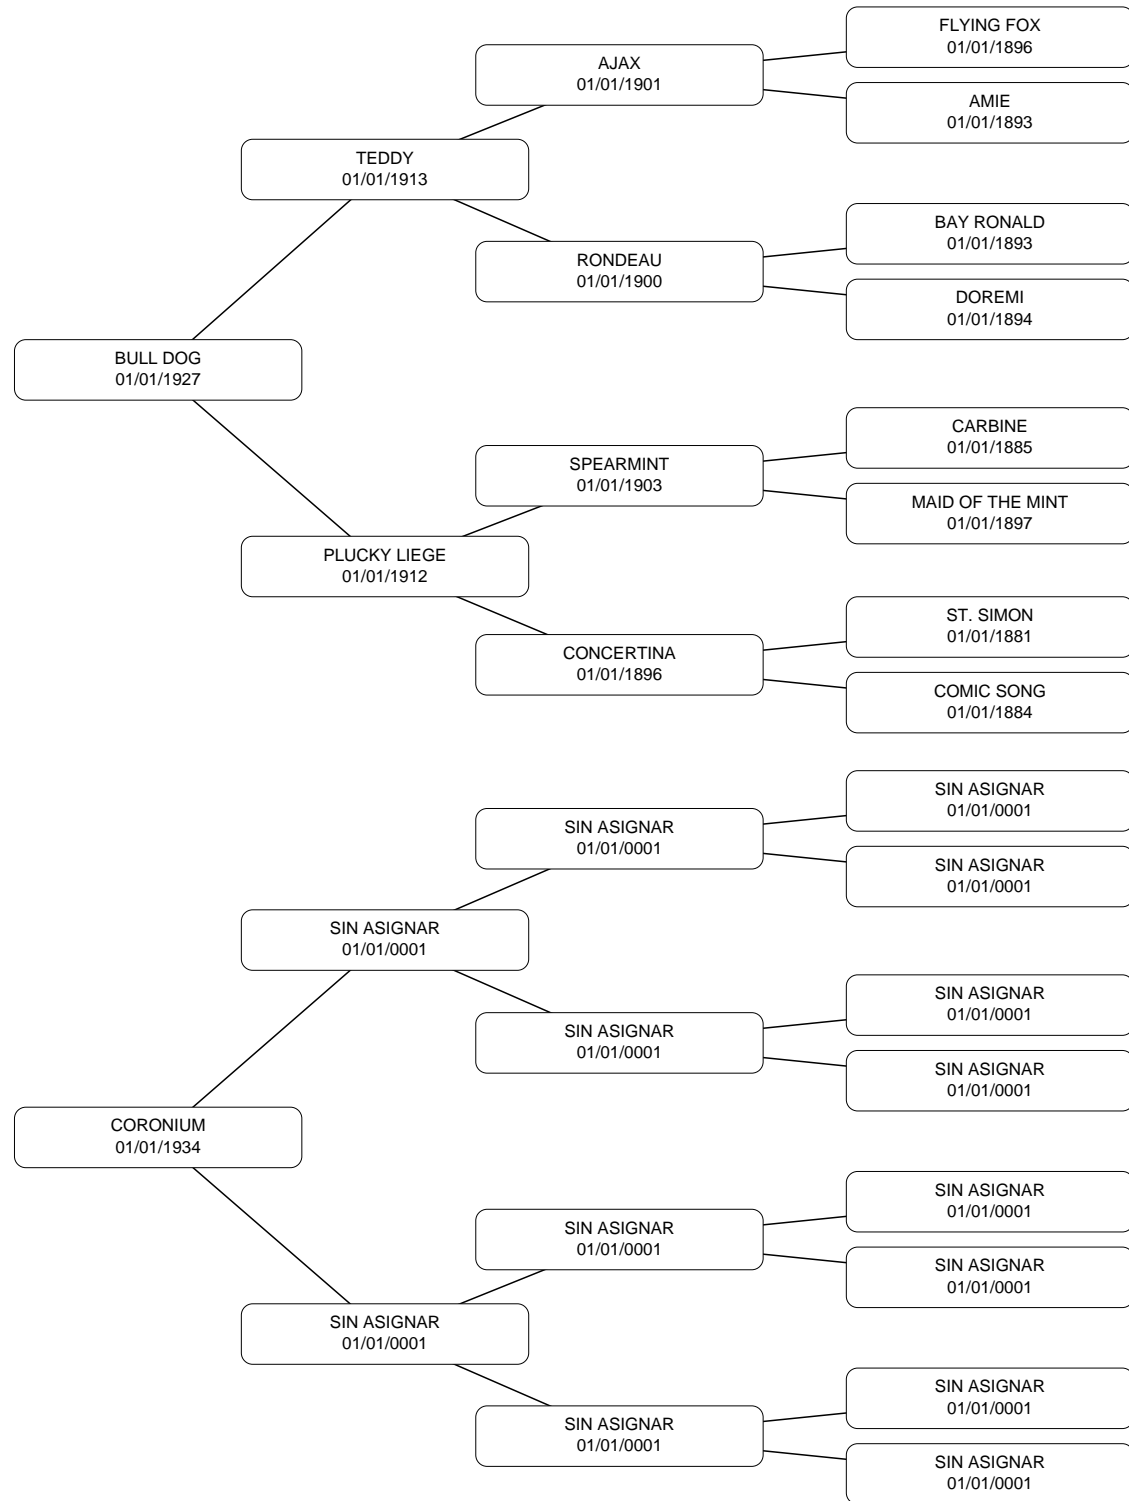 FLYING FOX
01/01/1896
AJAX
01/01/1901
AMIE
01/01/1893
TEDDY
01/01/1913
BAY RONALD
01/01/1893
RONDEAU
01/01/1900
DOREMI
01/01/1894
BULL DOG
01/01/1927
CARBINE
01/01/1885
SPEARMINT
01/01/1903
MAID OF THE MINT
01/01/1897
PLUCKY LIEGE
01/01/1912
ST. SIMON
01/01/1881
CONCERTINA
01/01/1896
COMIC SONG
01/01/1884
SIN ASIGNAR
01/01/0001
SIN ASIGNAR
01/01/0001
SIN ASIGNAR
01/01/0001
SIN ASIGNAR
01/01/0001
SIN ASIGNAR
01/01/0001
SIN ASIGNAR
01/01/0001
SIN ASIGNAR
01/01/0001
CORONIUM
01/01/1934
SIN ASIGNAR
01/01/0001
SIN ASIGNAR
01/01/0001
SIN ASIGNAR
01/01/0001
SIN ASIGNAR
01/01/0001
SIN ASIGNAR
01/01/0001
SIN ASIGNAR
01/01/0001
SIN ASIGNAR
01/01/0001